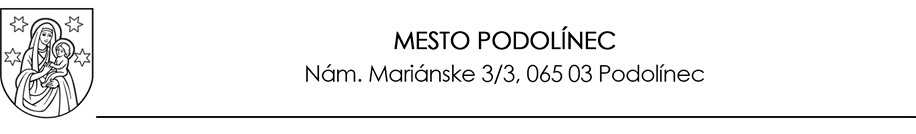 MESTO PODOLÍNEC
Nám. Mariánske 3/3, 065 03 Podolínec